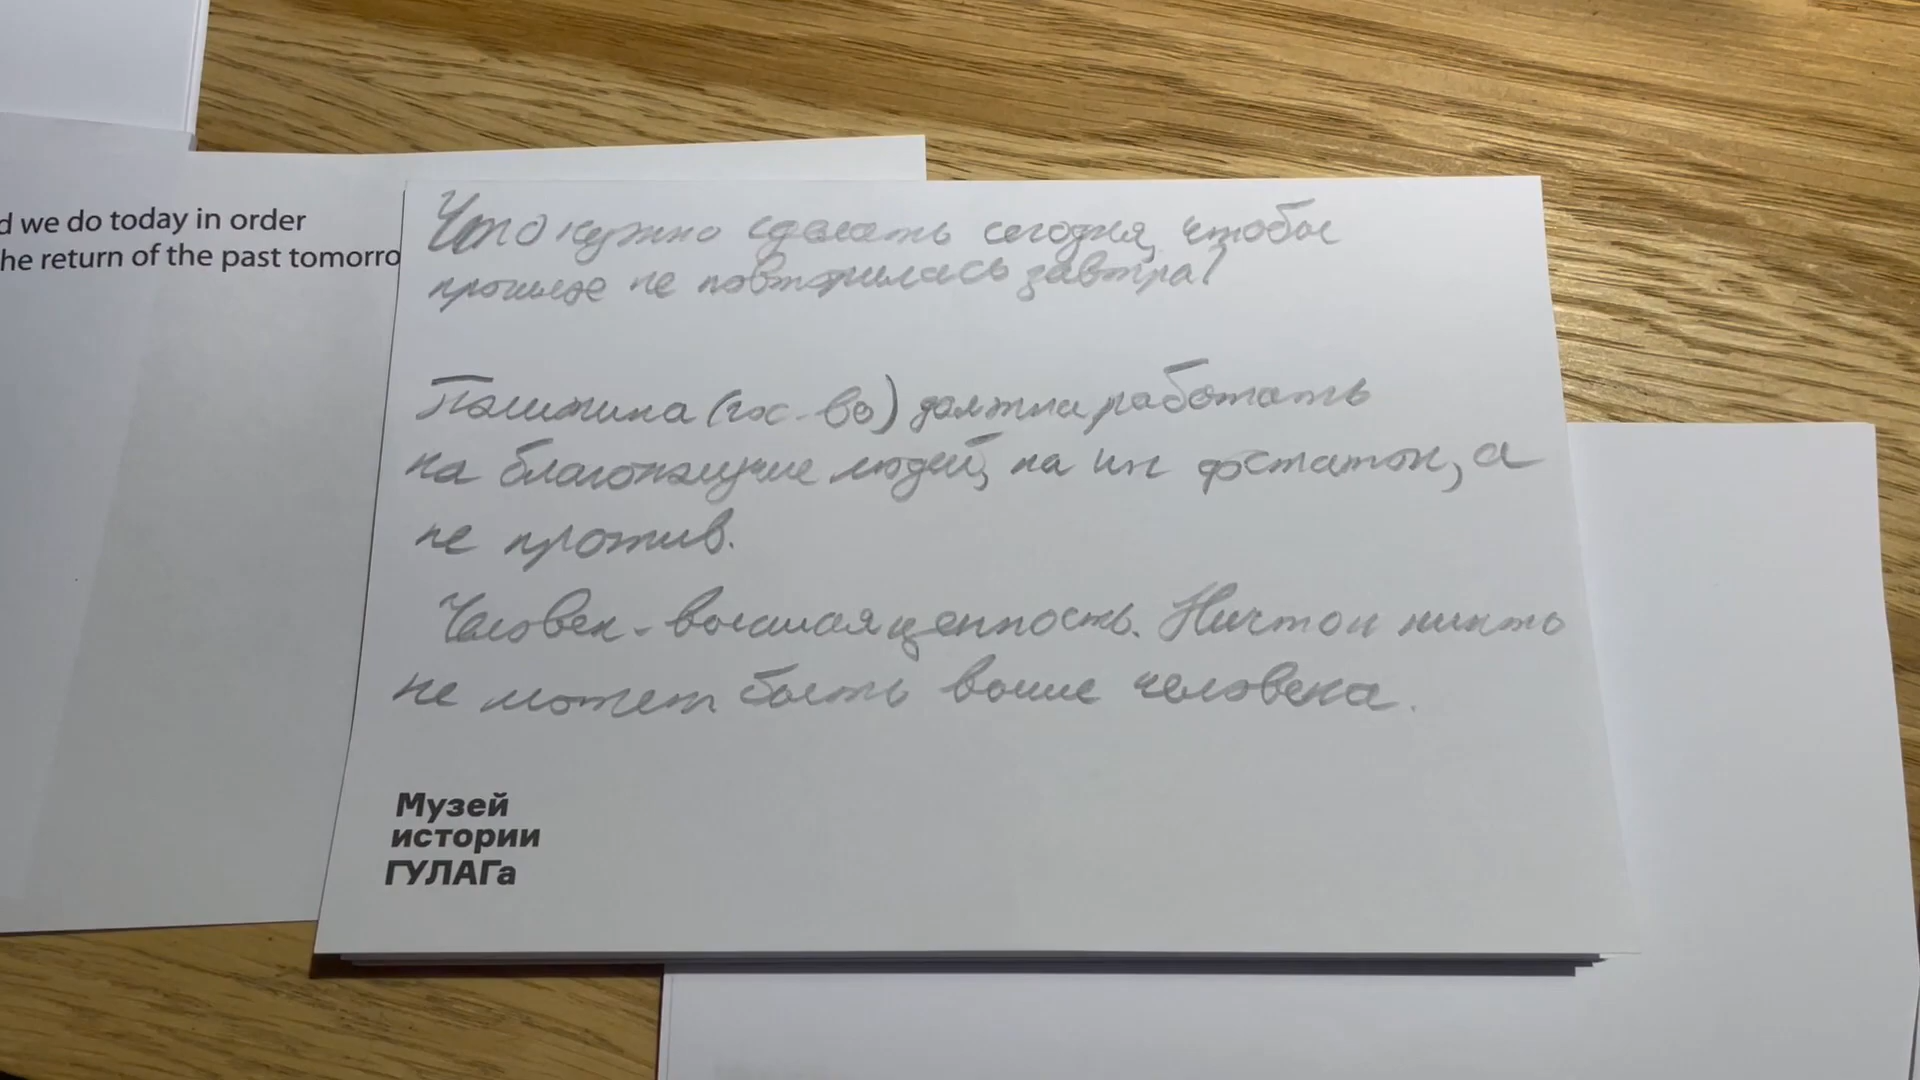 d we do today in order
he return of the past tomorro
Что нужно сделать сегодня, чтобы
прошлое не повторилась завтра?
Политика (гос-во) должна работать
на благополучие людей, на их достаток, а
не против.
Человек - высшая ценность. Ничто и никто
не может быть выше человека.
Музей
истории
ГУЛАГа